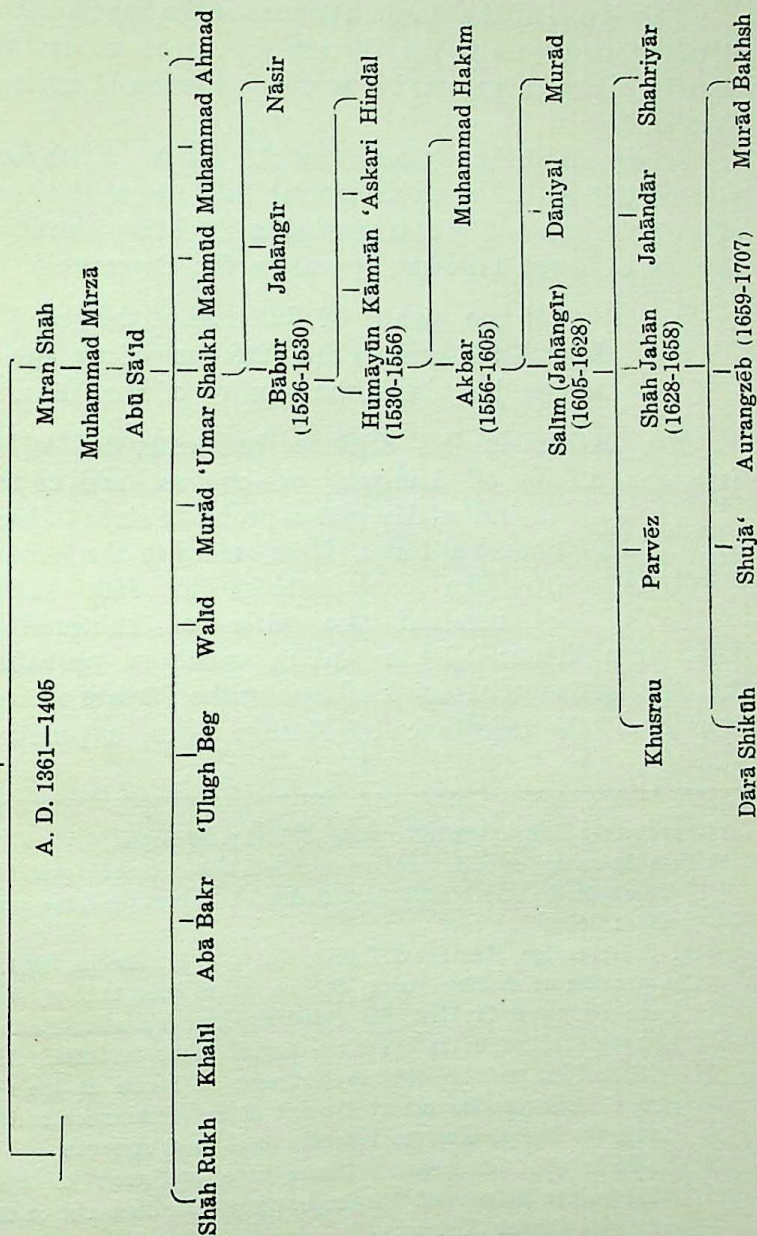 A. D. 1361—1405
Mīran Shāh
Muhammad Mīrzā
Abū Sā‘id
Shāh Rukh Khalīl Abā Bakr ‘Ulugh Beg Walīd Murād ‘Umar Shaikh Mahmūd Muhammad Ahmad
Bābur Jahāngīr Nāsir
(1526-1530)
Humāyūn Kāmrān ‘Askari Hindāl
(1530-1556)
Akbar Muhammad Hakīm
(1556-1605)
Salīm (Jahāngīr) Dāniyāl Murād
(1605-1628)
Khusrau Parvēz Shāh Jahān Jahāndār Shahriyār
(1628-1658)
Dārā Shikūh Shujā‘ Aurangzēb (1659-1707) Murād Bakhsh